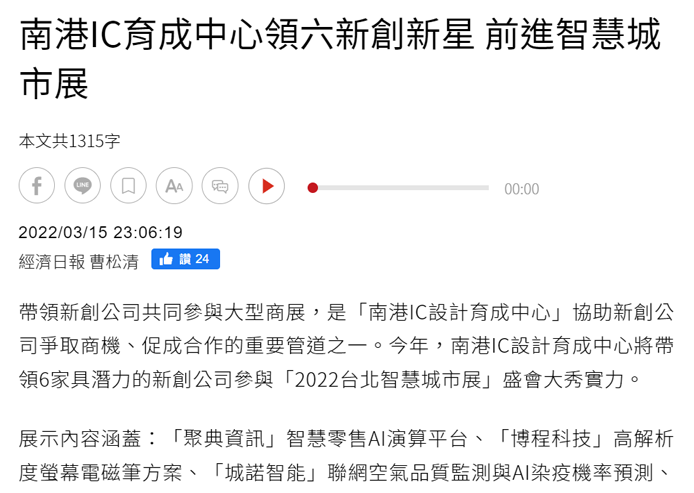 南港IC育成中心領六新創新星 前進智慧城
市展
本文共1315字
f LINE AA 00:00
2022/03/15 23:06:19
經濟日報 曹松清 讚 24
帶領新創公司共同參與大型商展，是「南港IC設計育成中心」協助新創公
司爭取商機、促成合作的重要管道之一。今年，南港IC設計育成中心將帶
領6家具潛力的新創公司參與「2022台北智慧城市展」盛會大秀實力。
展示內容涵蓋：「聚典資訊」智慧零售AI演算平台、「博程科技」高解析
度螢幕電磁筆方案、「城諾智能」聯網空氣品質監測與AI染疫機率預測、